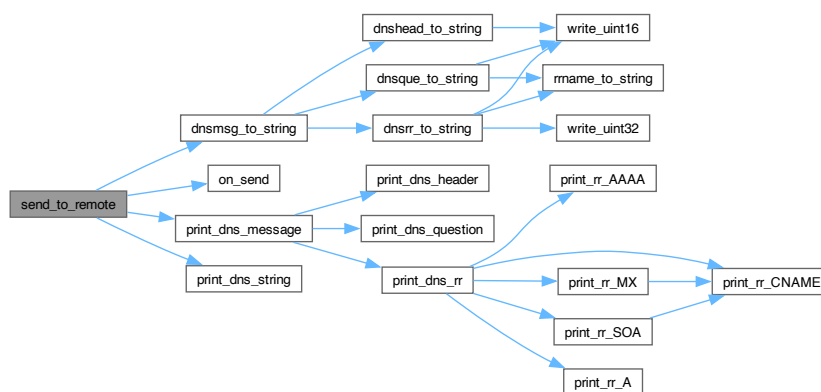 dnshead_to_string
write_uint16
dnsque_to_string
rrname_to_string
dnsmsg_to_string
dnsrr_to_string
write_uint32
on_send
print_dns_header
print_rr_AAAA
send_to_remote
print_dns_message
print_dns_question
print_dns_string
print_dns_rr
print_rr_MX
print_rr_CNAME
print_rr_SOA
print_rr_A